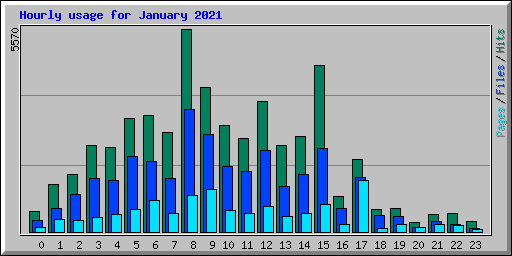 Hourly usage for January 2021
5570
Pages / Files / Hits
0 1 2 3 4 5 6 7 8 9 10 11 12 13 14 15 16 17 18 19 20 21 22 23